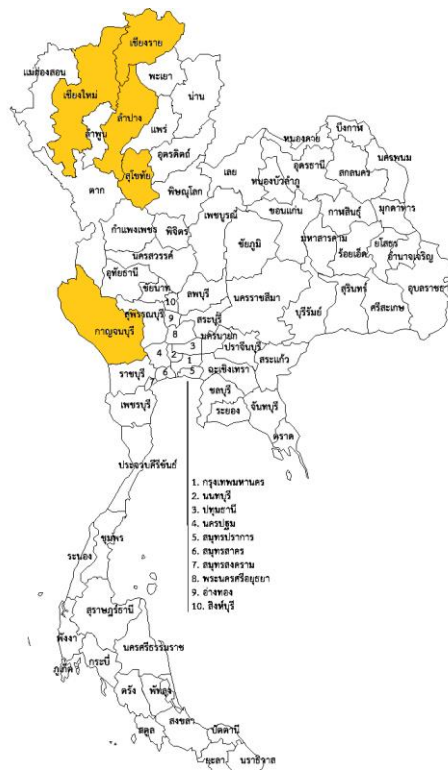 เชียงราย
แม่ฮ่องสอน
พะเยา
เชียงใหม่
น่าน
ลำปาง
ลำพูน
แพร่
บึงกาฬ
หนองคาย
อุตรดิตถ์
เลย
อุดรธานี
นครพนม
สุโขทัย
หนองบัวลำภู
สกลนคร
ตาก
พิษณุโลก
เพชรบูรณ์
ขอนแก่น
กาฬสินธุ์
มุกดาหาร
กำแพงเพชร
พิจิตร
ชัยภูมิ
มหาสารคาม
ยโสธร
ร้อยเอ็ด
อำนาจเจริญ
นครสวรรค์
อุทัยธานี
ชัยนาท
ลพบุรี
นครราชสีมา
บุรีรัมย์
สุรินทร์
ศรีสะเกษ
อุบลราชธานี
10
สุพรรณบุรี
9
สระบุรี
กาญจนบุรี
8
นครนายก
3
ปราจีนบุรี
4
2
1
สระแก้ว
ราชบุรี
6
5
ฉะเชิงเทรา
7
ชลบุรี
เพชรบุรี
ระยอง
จันทบุรี
ตราด
ประจวบคีรีขันธ์
1. กรุงเทพมหานคร
2. นนทบุรี
3. ปทุมธานี
4. นครปฐม
5. สมุทรปราการ
6. สมุทรสาคร
7. สมุทรสงคราม
8. พระนครศรีอยุธยา
9. อ่างทอง
10. สิงห์บุรี
ชุมพร
ระนอง
สุราษฎร์ธานี
พังงา
นครศรีธรรมราช
ภูเก็ต
กระบี่
ตรัง
พัทลุง
สงขลา
สตูล
ปัตตานี
ยะลา
นราธิวาส